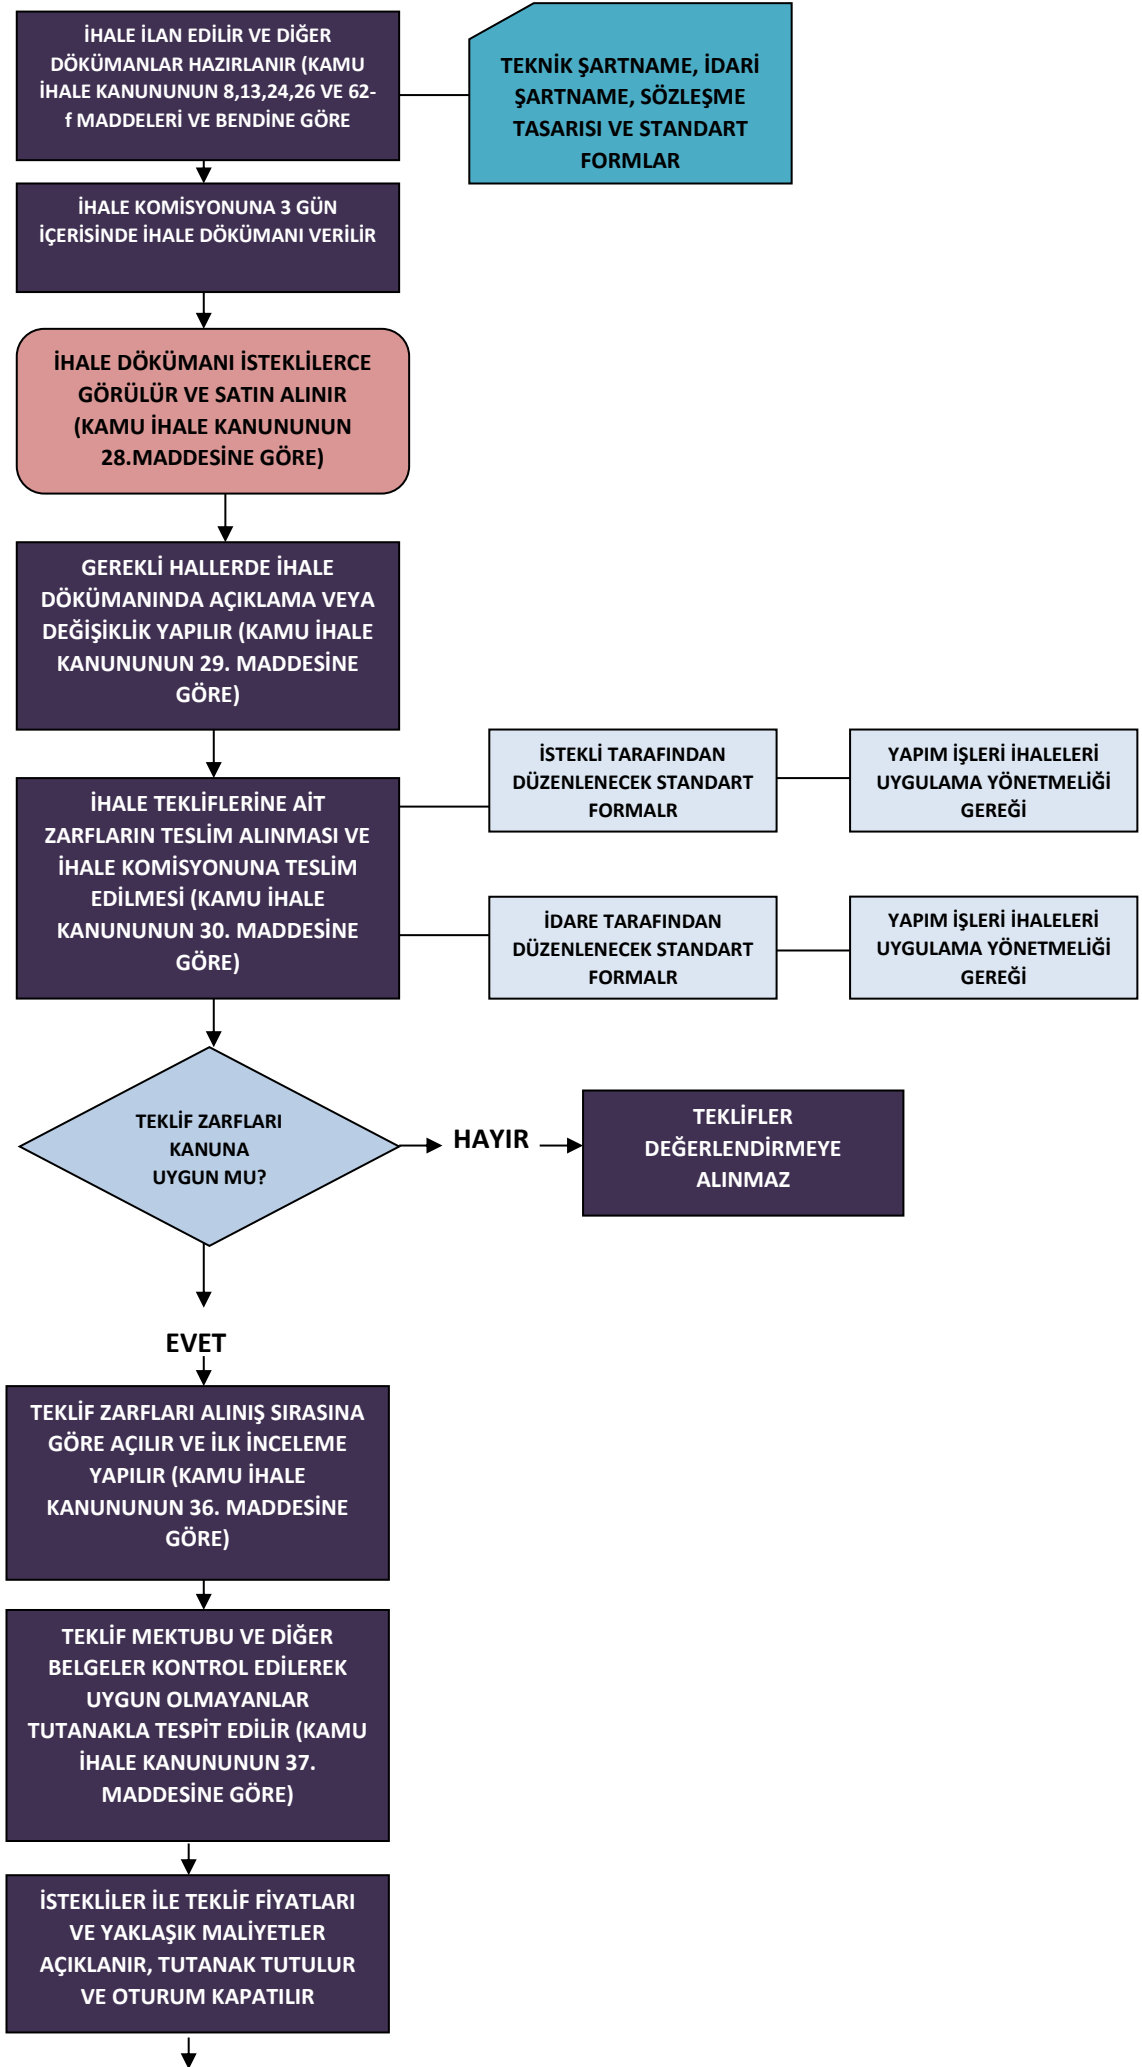 İHALE İLAN EDİLİR VE DİĞER
DÖKÜMANLAR HAZIRLANIR (KAMU
İHALE KANUNUNUN 8,13,24,26 VE 62-
f MADDELERİ VE BENDİNE GÖRE
TEKNİK ŞARTNAME, İDARİ
ŞARTNAME, SÖZLEŞME
TASARISI VE STANDART
FORMLAR
İHALE KOMİSYONUNA 3 GÜN
İÇERİSİNDE İHALE DÖKÜMANI VERİLİR
İHALE DÖKÜMANI İSTEKLİLERCE
GÖRÜLÜR VE SATIN ALINIR
(KAMU İHALE KANUNUNUN
28.MADDESİNE GÖRE)
GEREKLİ HALLERDE İHALE
DÖKÜMANINDA AÇIKLAMA VEYA
DEĞİŞİKLİK YAPILIR (KAMU İHALE
KANUNUNUN 29. MADDESİNE
GÖRE)
İHALE TEKLİFLERİNE AİT
ZARFLARIN TESLİM ALINMASI VE
İHALE KOMİSYONUNA TESLİM
EDİLMESİ (KAMU İHALE
KANUNUNUN 30. MADDESİNE
GÖRE)
İSTEKLİ TARAFINDAN
DÜZENLENECEK STANDART
FORMALR
YAPIM İŞLERİ İHALELERİ
UYGULAMA YÖNETMELİĞİ
GEREĞİ
İDARE TARAFINDAN
DÜZENLENECEK STANDART
FORMALR
YAPIM İŞLERİ İHALELERİ
UYGULAMA YÖNETMELİĞİ
GEREĞİ
TEKLİF ZARFLARI
KANUNA
UYGUN MU?
HAYIR
TEKLİFLER
DEĞERLENDİRMEYE
ALINMAZ
EVET
TEKLİF ZARFLARI ALINIŞ SIRASINA
GÖRE AÇILIR VE İLK İNCELEME
YAPILIR (KAMU İHALE
KANUNUNUN 36. MADDESİNE
GÖRE)
TEKLİF MEKTUBU VE DİĞER
BELGELER KONTROL EDİLEREK
UYGUN OLMAYANLAR
TUTANAKLA TESPİT EDİLİR (KAMU
İHALE KANUNUNUN 37.
MADDESİNE GÖRE)
İSTEKLİLER İLE TEKLİF FİYATLARI
VE YAKLAŞIK MALİYETLER
AÇIKLANIR, TUTANAK TUTULUR
VE OTURUM KAPATILIR